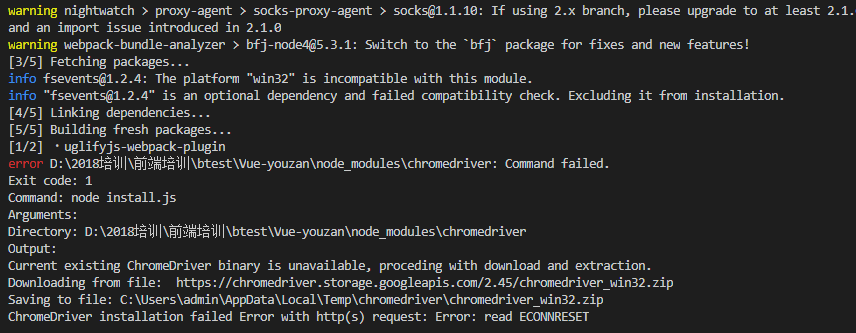 warning nightwatch > proxy-agent > socks-proxy-agent > socks@1.1.10: If using 2.x branch, please upgrade to at least 2.1.
and an import issue introduced in 2.1.0
warning webpack-bundle-analyzer > bfj-node4@5.3.1: Switch to the `bfj` package for fixes and new features!
[3/5] Fetching packages...
info fsevents@1.2.4: The platform "win32" is incompatible with this module.
info "fsevents@1.2.4" is an optional dependency and failed compatibility check. Excluding it from installation.
[4/5] Linking dependencies...
[5/5] Building fresh packages...
[1/2] · uglifyjs-webpack-plugin
error D:\2018培训\前端培训\btest\Vue-youzan\node_modules\chromedriver: Command failed.
Exit code: 1
Command: node install.js
Arguments:
Directory: D:\2018培训\前端培训\btest\Vue-youzan\node_modules\chromedriver
Output:
Current existing ChromeDriver binary is unavailable, proceding with download and extraction.
Downloading from file:  https://chromedriver.storage.googleapis.com/2.45/chromedriver_win32.zip
Saving to file: C:\Users\admin\AppData\Local\Temp\chromedriver\chromedriver_win32.zip
ChromeDriver installation failed Error with http(s) request: Error: read ECONNRESET